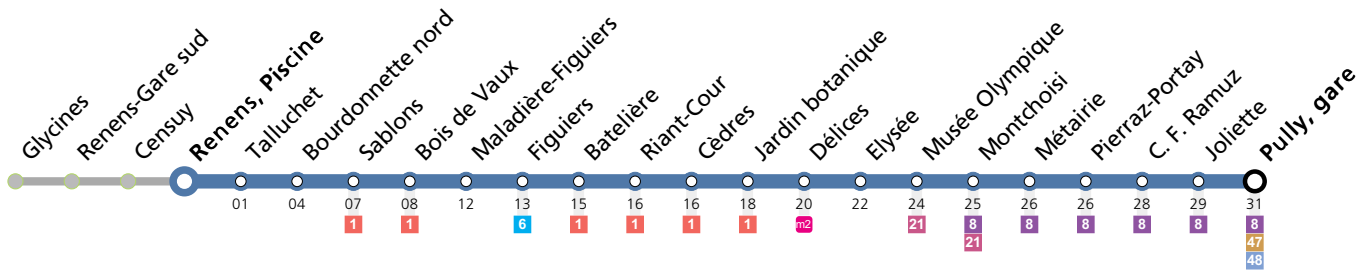 Glycines
Renens-Gare sud
Censuy
Renens, Piscine
Talluchet
Bourdonnette nord
Sablons
Bois de Vaux
Maladière-Figuiers
Figuiers
Batelière
Riant-Cour
Cèdres
Jardin botanique
Délices
Elysée
Musée Olympique
Montchoisi
Métairie
Pierraz-Portay
C. F. Ramuz
Joliette
Pully, gare
01 04 07 08 12 13 15 16 16 18 20 22 24 25 26 26 28 29 31
1 1 6 1 1 1 1 m2 21 8 8 8 8 8 8
21 47
48